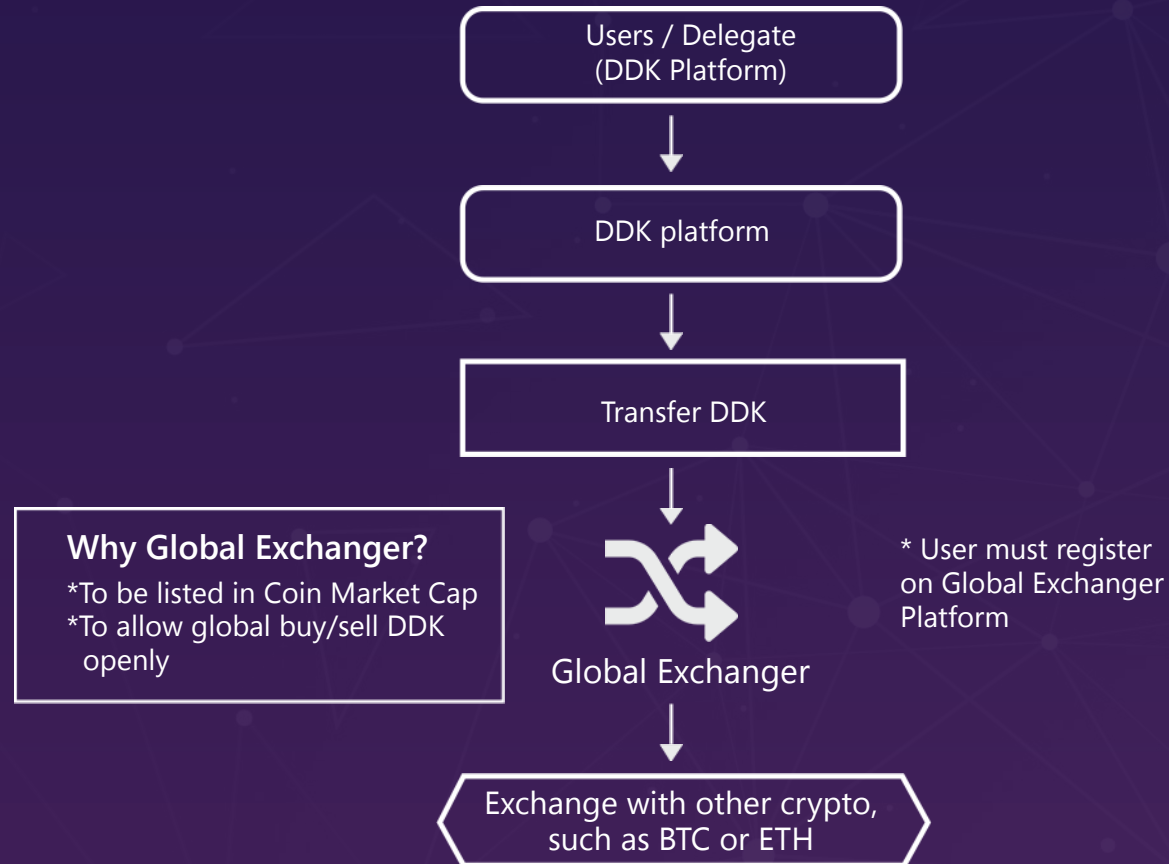 Users / Delegate
(DDK Platform)
DDK platform
Transfer DDK
Why Global Exchanger?
*To be listed in Coin Market Cap
*To allow global buy/sell DDK
openly
Global Exchanger
* User must register
on Global Exchanger
Platform
Exchange with other crypto,
such as BTC or ETH